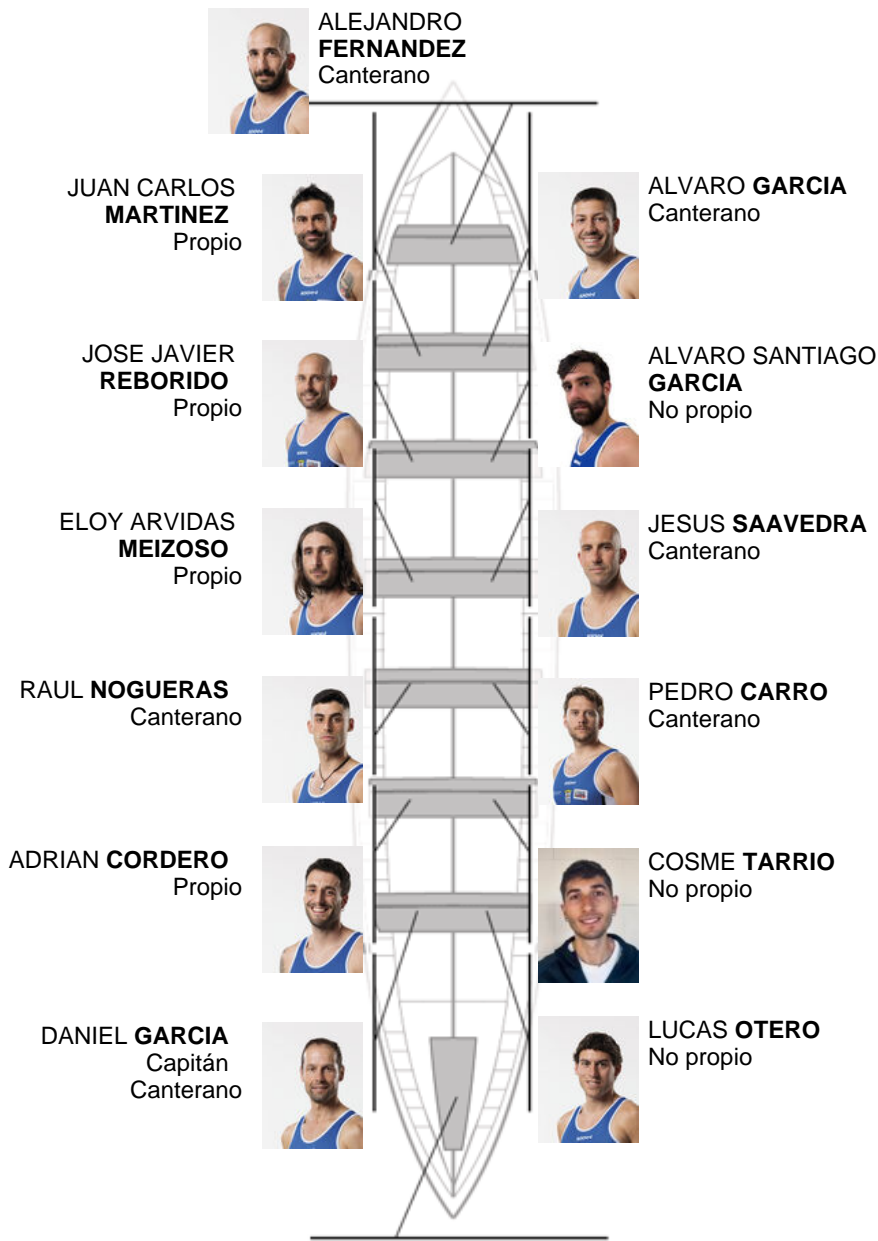 ALEJANDRO
FERNANDEZ
Canterano
JUAN CARLOS
MARTINEZ
Propio
ALVARO GARCIA
Canterano
JOSE JAVIER
REBORIDO
Propio
ALVARO SANTIAGO
GARCIA
No propio
ELOY ARVIDAS
MEIZOSO
Propio
JESUS SAAVEDRA
Canterano
RAUL NOGUERAS
Canterano
PEDRO CARRO
Canterano
ADRIAN CORDERO
Propio
COSME TARRIO
No propio
DANIEL GARCIA
Capitán
Canterano
LUCAS OTERO
No propio